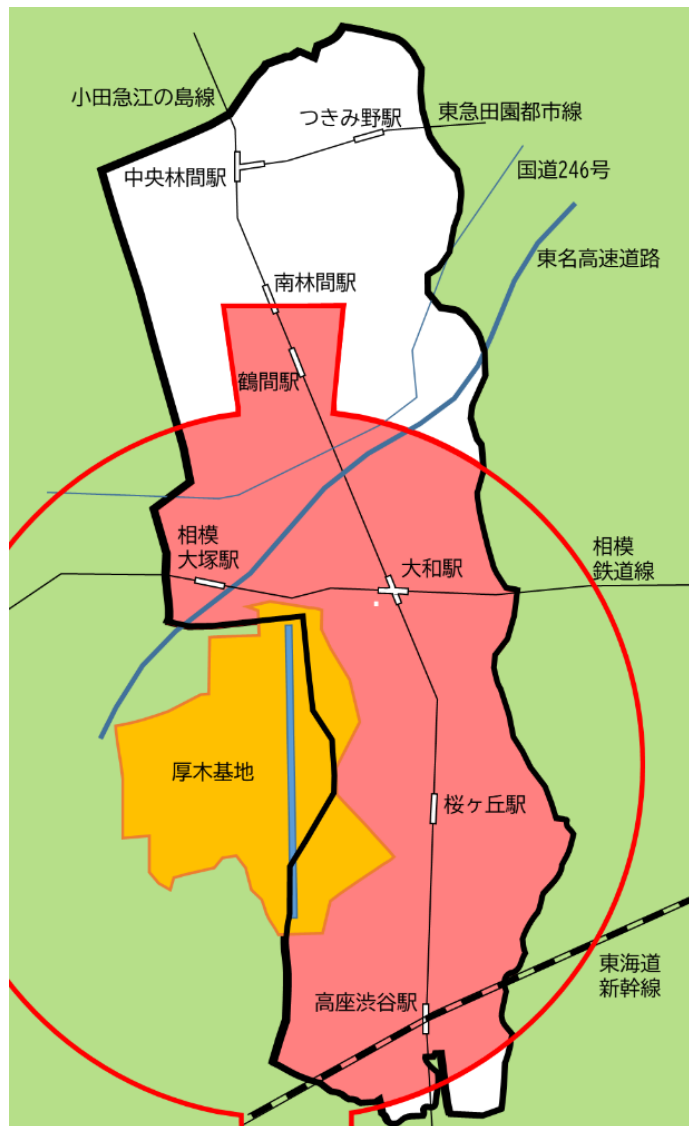 小田急江の島線
つきみ野駅
東急田園都市線
中央林間駅
国道246号
東名高速道路
南林間駅
鶴間駅
相模
大塚駅
大和駅
相模
鉄道線
厚木基地
桜ヶ丘駅
東海道
新幹線
高座渋谷駅